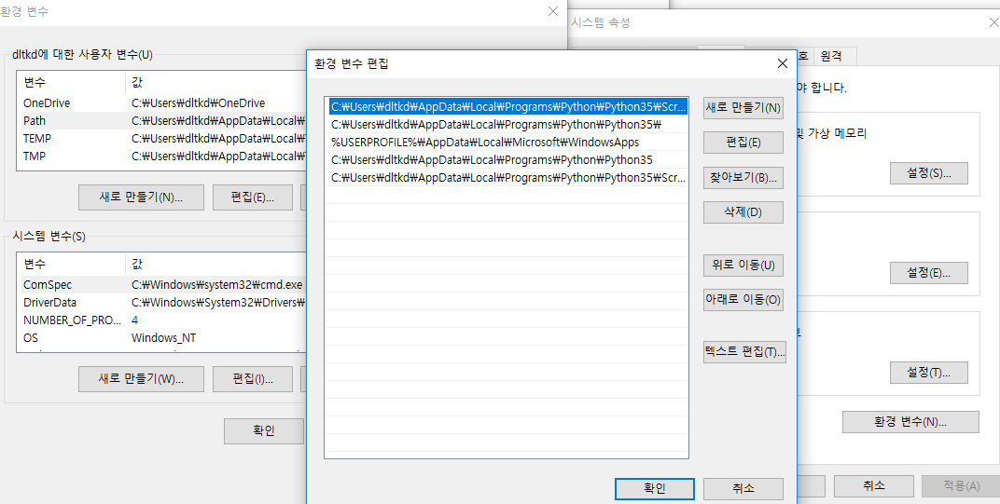 환경 변수
dltkd에 대한 사용자 변수(U)
변수 값
OneDrive C:₩Users₩dltkd₩OneDrive
Path C:₩Users₩dltkd₩AppData₩Local₩
TEMP C:₩Users₩dltkd₩AppData₩Local₩
TMP C:₩Users₩dltkd₩AppData₩Local₩
새로 만들기(N)... 편집(E)...
시스템 변수(S)
변수 값
ComSpec C:₩Windows₩system32₩cmd.exe
DriverData C:₩Windows₩System32₩Drivers₩
NUMBER_OF_PRO... 4
OS Windows_NT
새로 만들기(W)... 편집(I)...
확인
환경 변수 편집
C:₩Users₩dltkd₩AppData₩Local₩Programs₩Python₩Python35₩Scr...
C:₩Users₩dltkd₩AppData₩Local₩Programs₩Python₩Python35₩
%USERPROFILE%₩AppData₩Local₩Microsoft₩WindowsApps
C:₩Users₩dltkd₩AppData₩Local₩Programs₩Python₩Python35
C:₩Users₩dltkd₩AppData₩Local₩Programs₩Python₩Python35₩Scr...
새로 만들기(N)
편집(E)
찾아보기(B)...
삭제(D)
위로 이동(U)
아래로 이동(O)
텍스트 편집(T)...
확인 취소
시스템 속성
호 원격
야 합니다.
및 가상 메모리
설정(S)...
설정(E)...
설정(T)...
환경 변수(N)...
취소 적용(A)